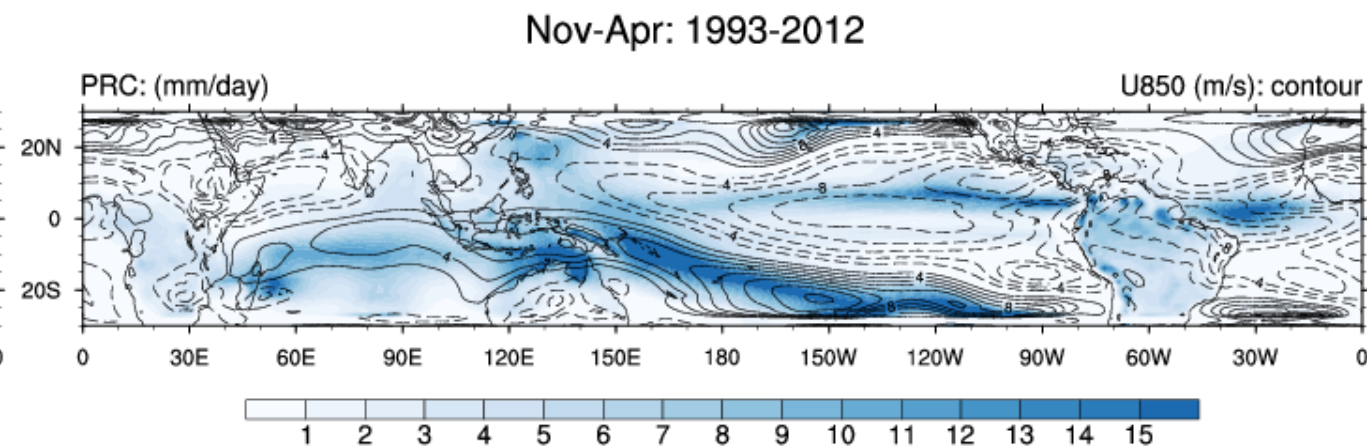 Nov-Apr: 1993-2012
PRC: (mm/day) U850 (m/s): contour
20N
0
20S
0 0 30E 60E 90E 120E 150E 180 150W 120W 90W 60W 30W 0
1 2 3 4 5 6 7 8 9 10 11 12 13 14 15